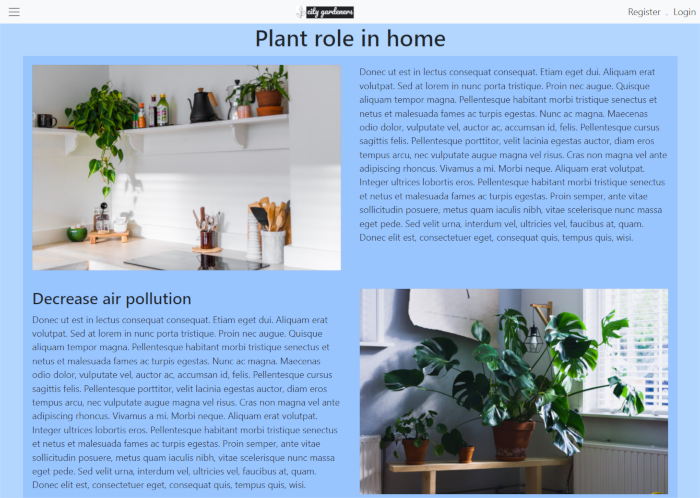 city gardeners
Register
Login
Plant role in home
Donec ut est in lectus consequat consequat. Etiam eget dui. Aliquam erat
volutpat. Sed at lorem in nunc porta tristique. Proin nec augue. Quisque
aliquam tempor magna. Pellentesque habitant morbi tristique senectus et
netus et malesuada fames ac turpis egestas. Nunc ac magna. Maecenas
odio dolor, vulputate vel, auctor ac, accumsan id, felis. Pellentesque cursus
sagittis felis. Pellentesque porttitor, velit lacinia egestas auctor, diam eros
tempus arcu, nec vulputate augue magna vel risus. Cras non magna vel ante
adipiscing rhoncus. Vivamus a mi. Morbi neque. Aliquam erat volutpat.
Integer ultrices lobortis eros. Pellentesque habitant morbi tristique senectus
et netus et malesuada fames ac turpis egestas. Proin semper, ante vitae
sollicitudin posuere, metus quam iaculis nibh, vitae scelerisque nunc massa
eget pede. Sed velit urna, interdum vel, ultricies vel, faucibus at, quam.
Donec elit est, consectetuer eget, consequat quis, tempus quis, wisi.
Decrease air pollution
Donec ut est in lectus consequat consequat. Etiam eget dui. Aliquam erat
volutpat. Sed at lorem in nunc porta tristique. Proin nec augue. Quisque
aliquam tempor magna. Pellentesque habitant morbi tristique senectus et
netus et malesuada fames ac turpis egestas. Nunc ac magna. Maecenas
odio dolor, vulputate vel, auctor ac, accumsan id, felis. Pellentesque cursus
sagittis felis. Pellentesque porttitor, velit lacinia egestas auctor, diam eros
tempus arcu, nec vulputate augue magna vel risus. Cras non magna vel ante
adipiscing rhoncus. Vivamus a mi. Morbi neque. Aliquam erat volutpat.
Integer ultrices lobortis eros. Pellentesque habitant morbi tristique senectus
et netus et malesuada fames ac turpis egestas. Proin semper, ante vitae
sollicitudin posuere, metus quam iaculis nibh, vitae scelerisque nunc massa
eget pede. Sed velit urna, interdum vel, ultricies vel, faucibus at, quam.
Donec elit est, consectetuer eget, consequat quis, tempus quis, wisi.